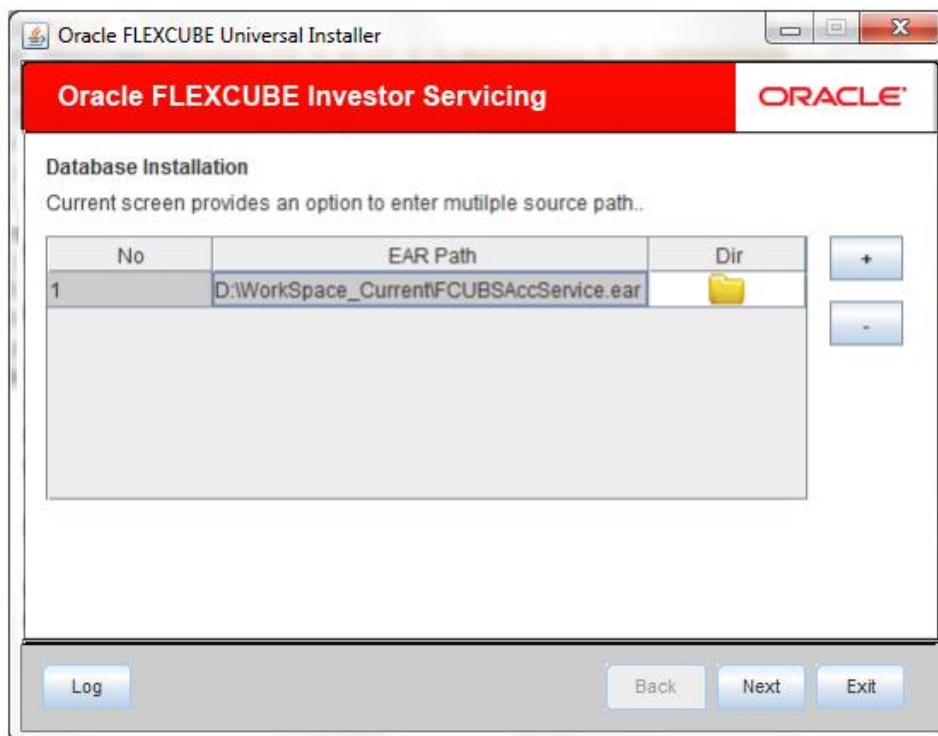 Oracle FLEXCUBE Universal Installer
Oracle FLEXCUBE Investor Servicing ORACLE®
Database Installation
Current screen provides an option to enter mutilple source path..
No EAR Path Dir +
1 D:\WorkSpace_Current\FCUBSAccService.ear
-
Log Back Next Exit